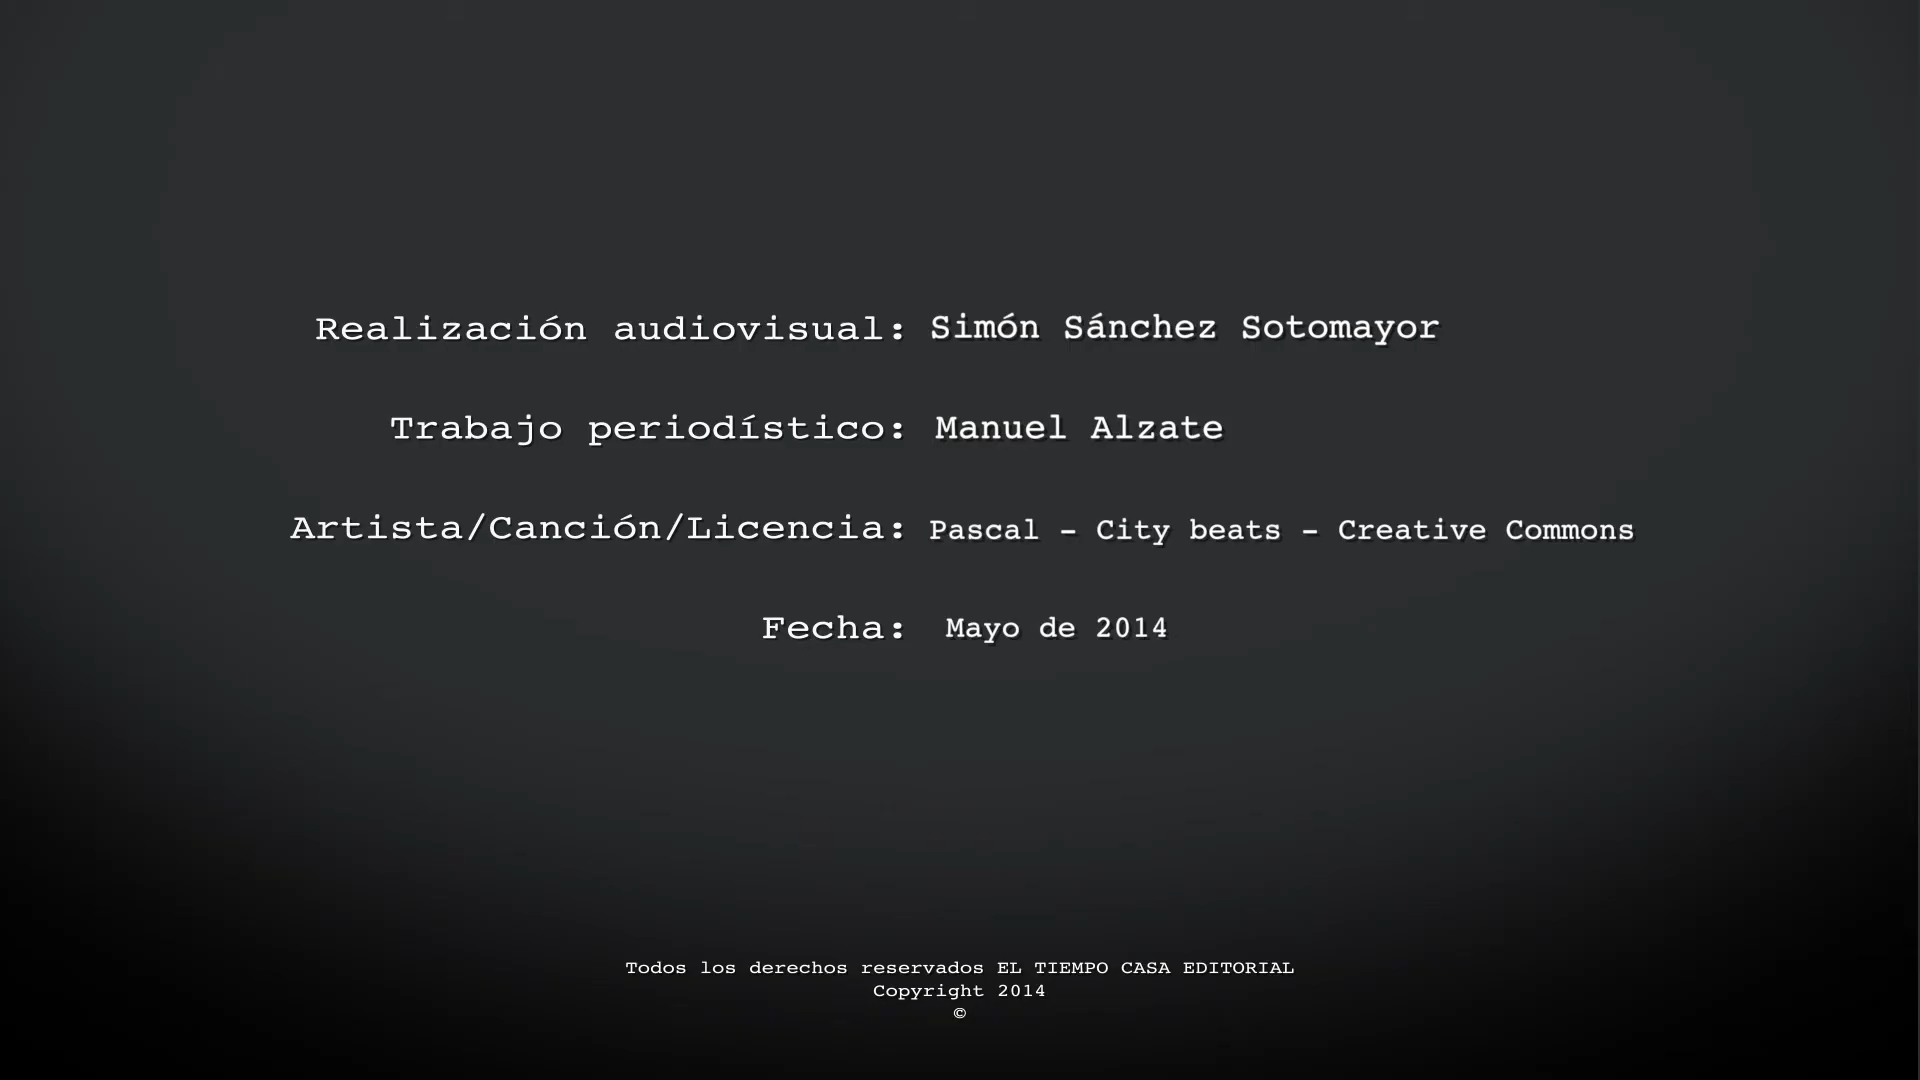 Realización audiovisual: Simón Sánchez Sotomayor
Trabajo periodístico: Manuel Alzate
Artista/Canción/Licencia: Pascal - City beats - Creative Commons
Fecha: Mayo de 2014
Todos los derechos reservados EL TIEMPO CASA EDITORIAL
Copyright 2014
©